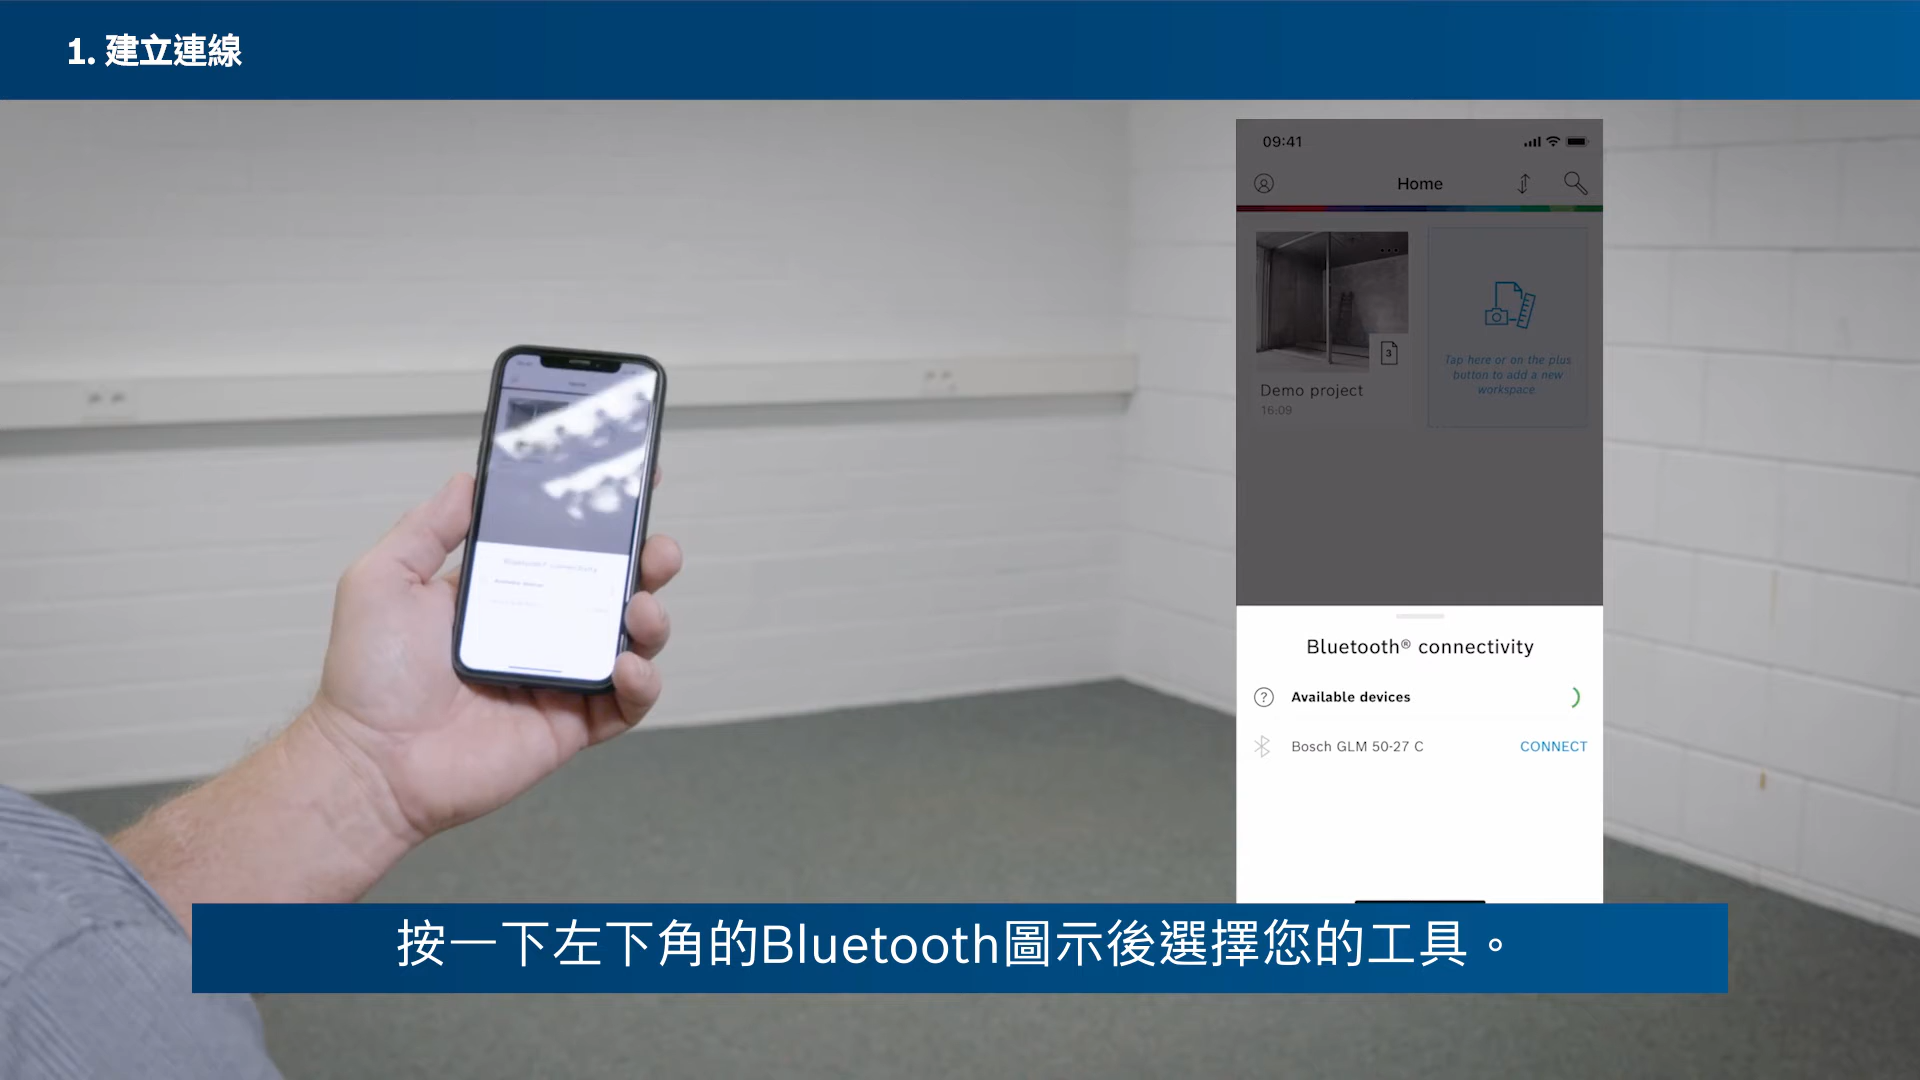 1. 建立連線
09:41
Home
3
Demo project
16:09
Tap here or on the plus
button to add a new
workspace
Bluetooth® connectivity
? Available devices
Bosch GLM 50-27 C CONNECT
按一下左下角的Bluetooth圖示後選擇您的工具。